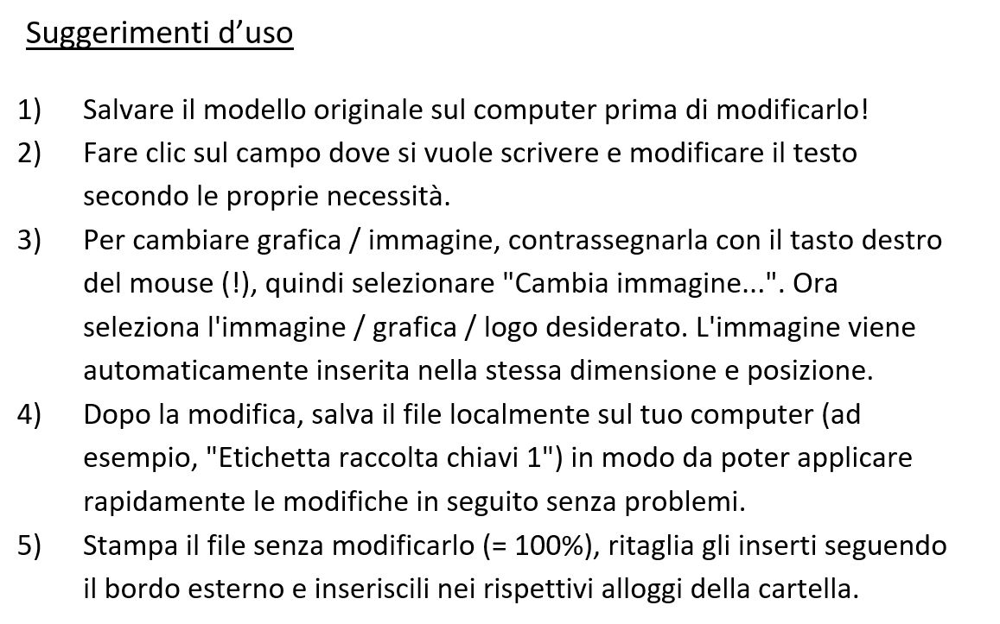 Suggerimenti d’uso
1) Salvare il modello originale sul computer prima di modificarlo!
2) Fare clic sul campo dove si vuole scrivere e modificare il testo
secondo le proprie necessità.
3) Per cambiare grafica / immagine, contrassegnarla con il tasto destro
del mouse (!), quindi selezionare "Cambia immagine...". Ora
seleziona l'immagine / grafica / logo desiderato. L'immagine viene
automaticamente inserita nella stessa dimensione e posizione.
4) Dopo la modifica, salva il file localmente sul tuo computer (ad
esempio, "Etichetta raccolta chiavi 1") in modo da poter applicare
rapidamente le modifiche in seguito senza problemi.
5) Stampa il file senza modificarlo (= 100%), ritaglia gli inserti seguendo
il bordo esterno e inseriscili nei rispettivi alloggi della cartella.